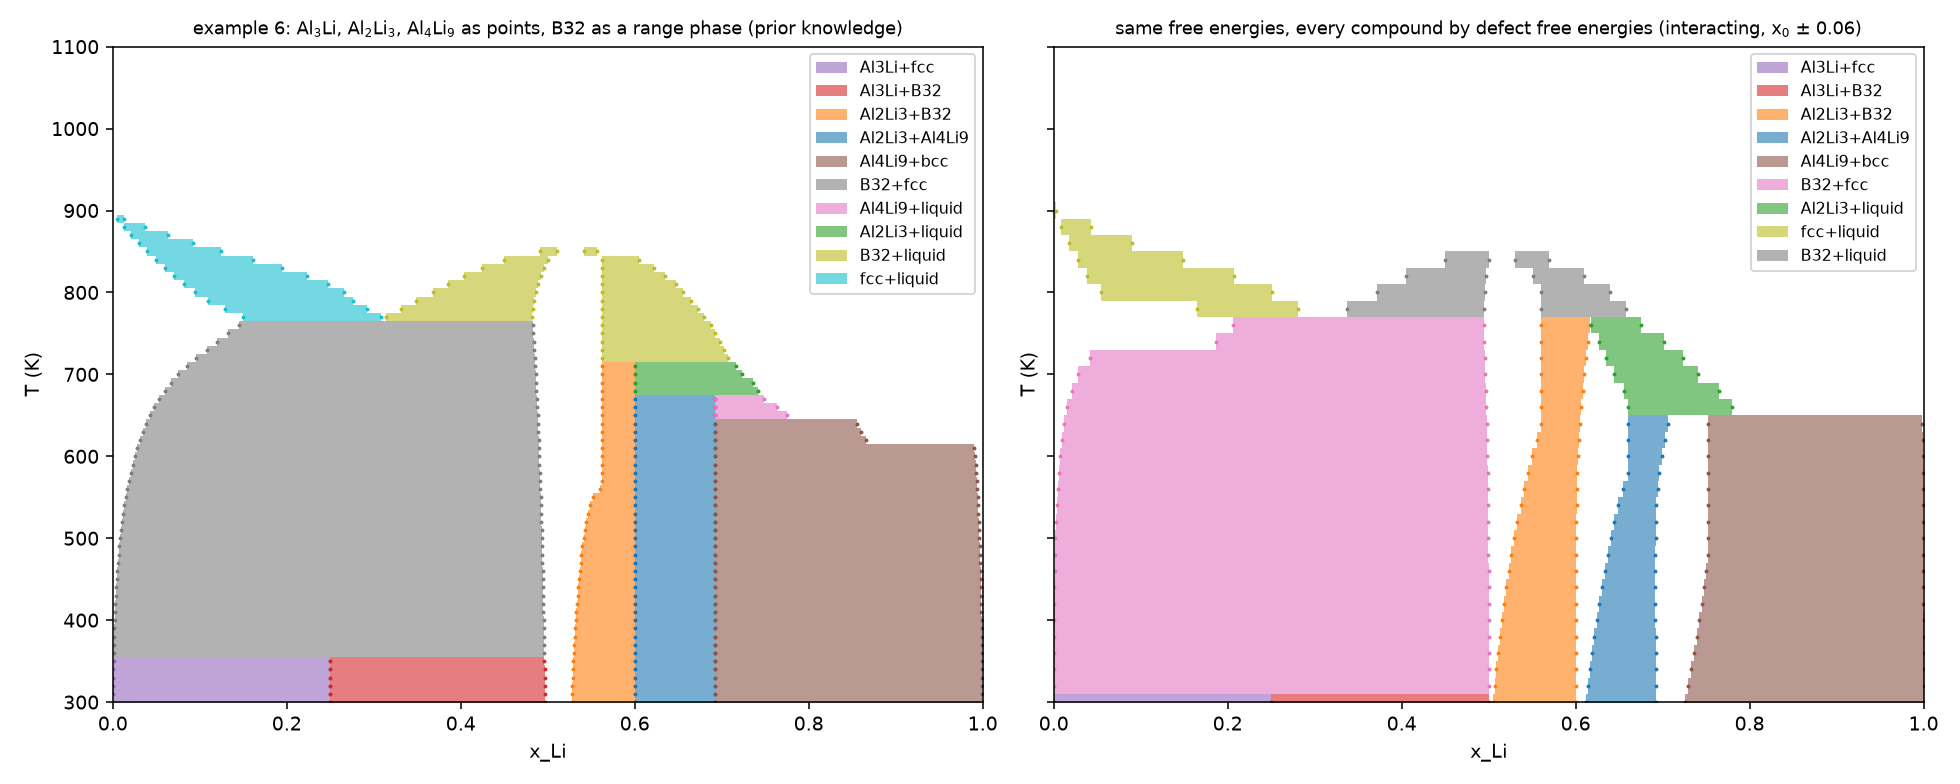 example 6: Al₃Li, Al₂Li₃, Al₄Li₉ as points, B32 as a range phase (prior knowledge)
1100
1000
900
800
700
600
500
400
300
T (K)
0.0
0.2
0.4
0.6
0.8
1.0
x_Li
Al3Li+fcc
Al3Li+B32
Al2Li3+B32
Al2Li3+Al4Li9
Al4Li9+bcc
B32+fcc
Al4Li9+liquid
Al2Li3+liquid
B32+liquid
fcc+liquid
same free energies, every compound by defect free energies (interacting, x₀ ± 0.06)
T (K)
0.0
0.2
0.4
0.6
0.8
1.0
x_Li
Al3Li+fcc
Al3Li+B32
Al2Li3+B32
Al2Li3+Al4Li9
Al4Li9+bcc
B32+fcc
Al2Li3+liquid
fcc+liquid
B32+liquid